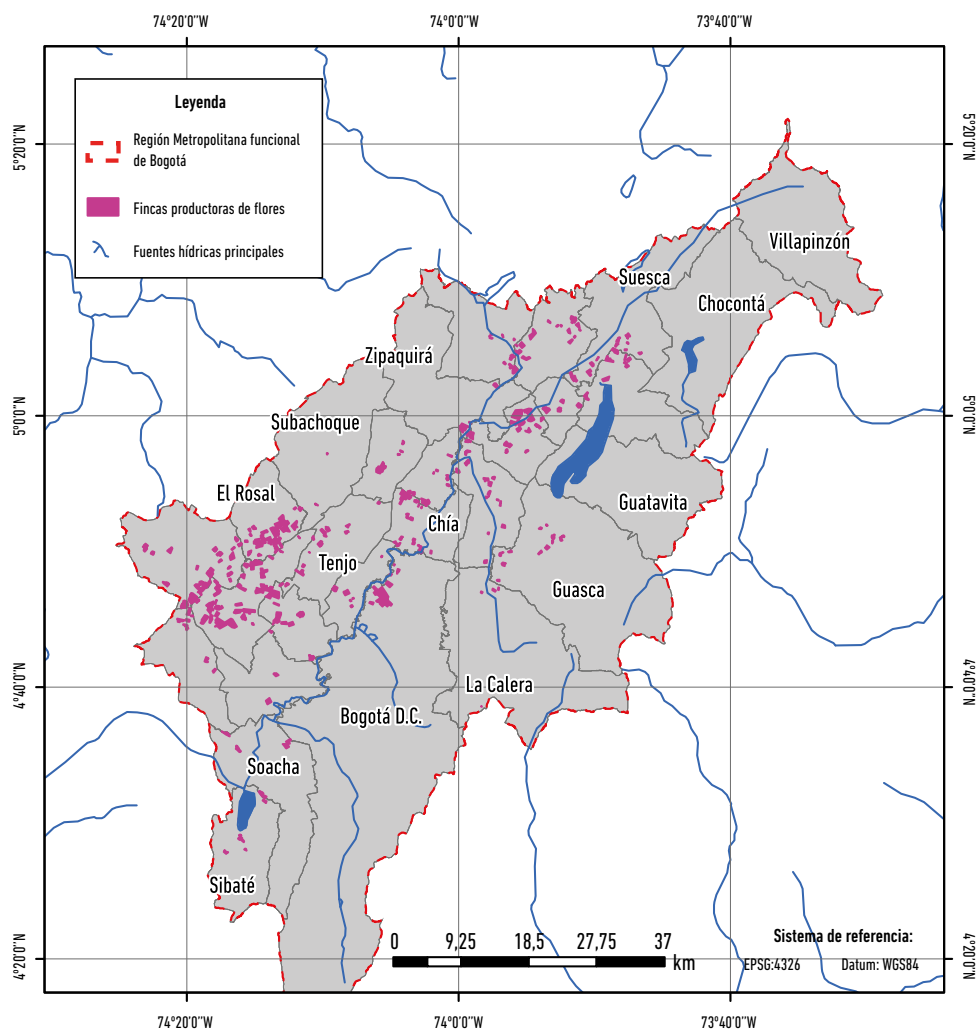 74°20'0"W
74°0'0"W
73°40'0"W
Leyenda
Región Metropolitana funcional
de Bogotá
Fincas productoras de flores
Fuentes hídricas principales
5°20'0"N
5°20'0"N
Villapinzón
Suesca
Chocontá
Zipaquirá
5°0'0"N
5°0'0"N
Subachoque
El Rosal
Guatavita
Chía
Tenjo
Guasca
4°40'0"N
4°40'0"N
La Calera
Bogotá D.C.
Soacha
Sibaté
0 9,25 18,5 27,75 37
km
Sistema de referencia:
EPSG:4326 Datum: WGS84
4°20'0"N
4°20'0"N
74°20'0"W
74°0'0"W
73°40'0"W